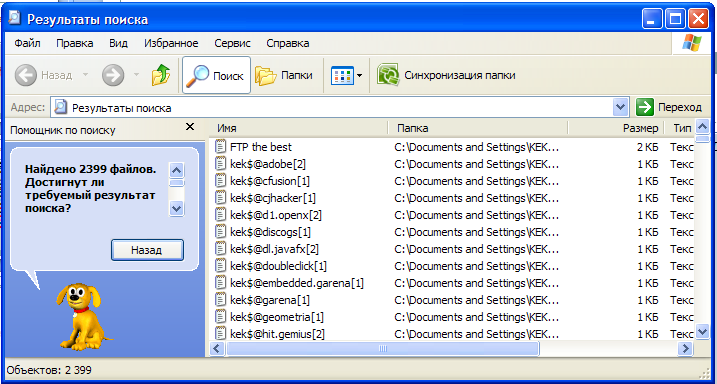 Результаты поиска
Файл Правка Вид Избранное Сервис Справка
Назад Поиск Папки Синхронизация папки
Адрес: Результаты поиска Переход
Помощник по поиску
Найдено 2399 файлов.
Достигнут ли
требуемый результат
поиска?
Назад
Имя Папка Размер Тип
FTP the best C:\Documents and Settings\KEK... 2 КБ Текс
kek$@adobe[2] C:\Documents and Settings\KEK... 1 КБ Текс
kek$@cfusion[1] C:\Documents and Settings\KEK... 1 КБ Текс
kek$@cjhacker[1] C:\Documents and Settings\KEK... 1 КБ Текс
kek$@d1.openx[2] C:\Documents and Settings\KEK... 1 КБ Текс
kek$@discogs[1] C:\Documents and Settings\KEK... 1 КБ Текс
kek$@dl.javafx[2] C:\Documents and Settings\KEK... 1 КБ Текс
kek$@doubleclick[1] C:\Documents and Settings\KEK... 1 КБ Текс
kek$@embedded.garena[1] C:\Documents and Settings\KEK... 1 КБ Текс
kek$@garena[1] C:\Documents and Settings\KEK... 1 КБ Текс
kek$@geometria[1] C:\Documents and Settings\KEK... 1 КБ Текс
kek$@hit.gemius[2] C:\Documents and Settings\KEK... 1 КБ Текс
Объектов: 2 399